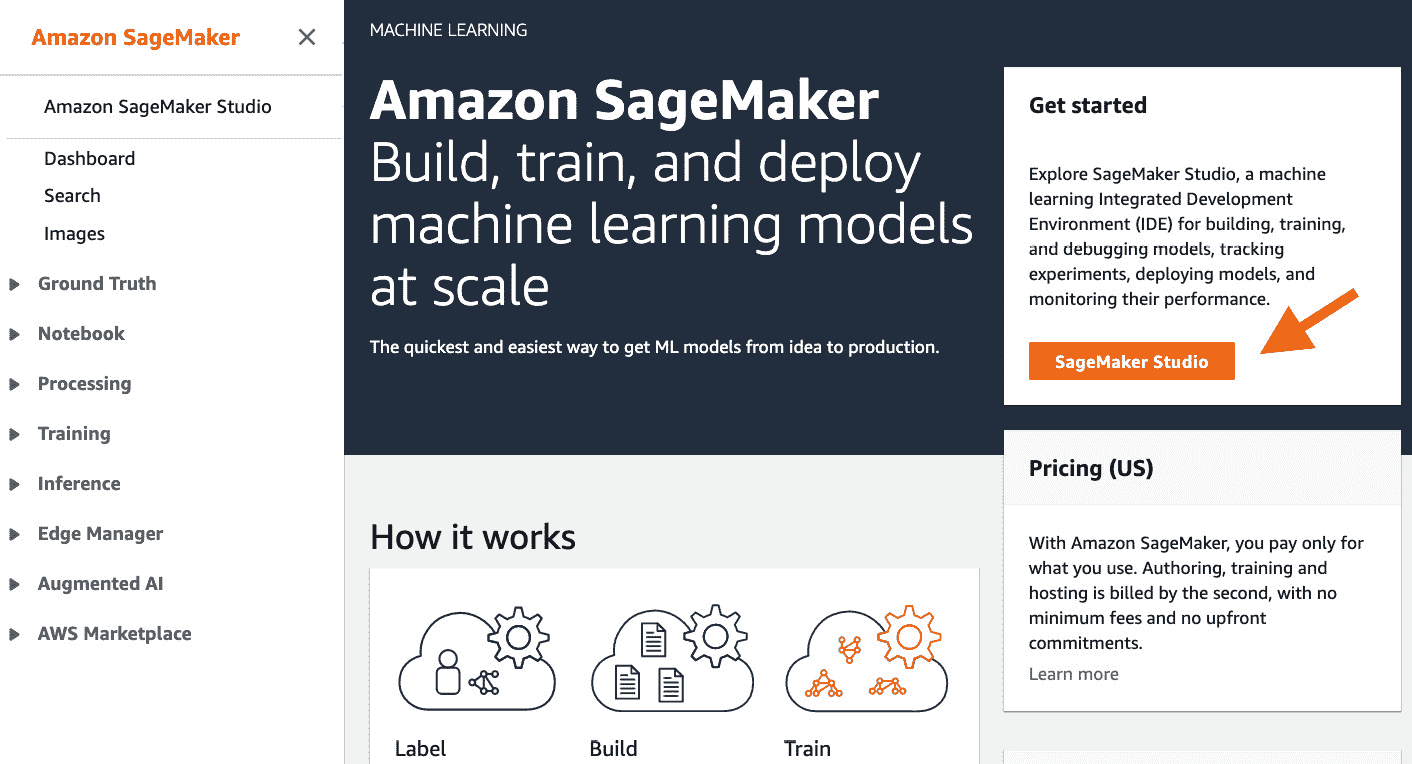 Amazon SageMaker
Amazon SageMaker Studio
Dashboard
Search
Images
Ground Truth
Notebook
Processing
Training
Inference
Edge Manager
Augmented AI
AWS Marketplace
MACHINE LEARNING
Amazon SageMaker
Build, train, and deploy
machine learning models
at scale
The quickest and easiest way to get ML models from idea to production.
Get started
Explore SageMaker Studio, a machine
learning Integrated Development
Environment (IDE) for building, training,
and debugging models, tracking
experiments, deploying models, and
monitoring their performance.
SageMaker Studio
Pricing (US)
With Amazon SageMaker, you pay only for
what you use. Authoring, training and
hosting is billed by the second, with no
minimum fees and no upfront
commitments.
Learn more
How it works
Label
Build
Train